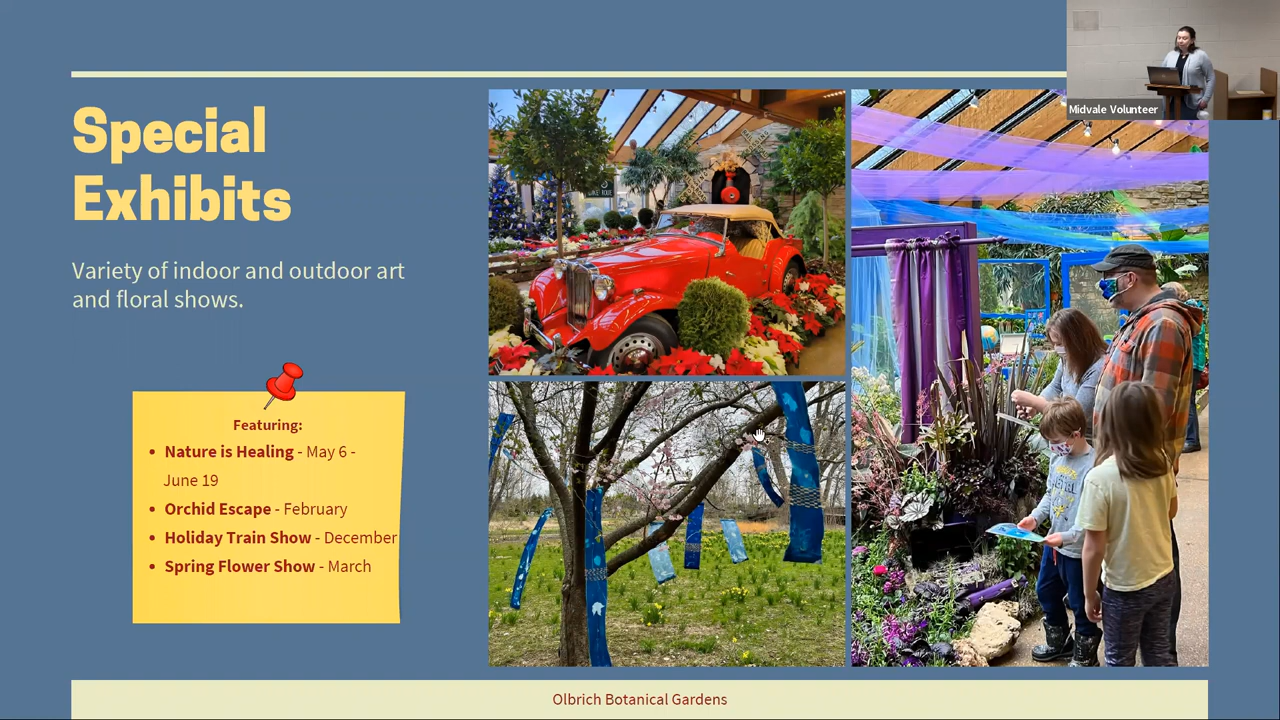 Special
Exhibits
Variety of indoor and outdoor art
and floral shows.
Featuring:
• Nature is Healing - May 6 -
June 19
• Orchid Escape - February
• Holiday Train Show - December
• Spring Flower Show - March
Midvale Volunteer
Olbrich Botanical Gardens